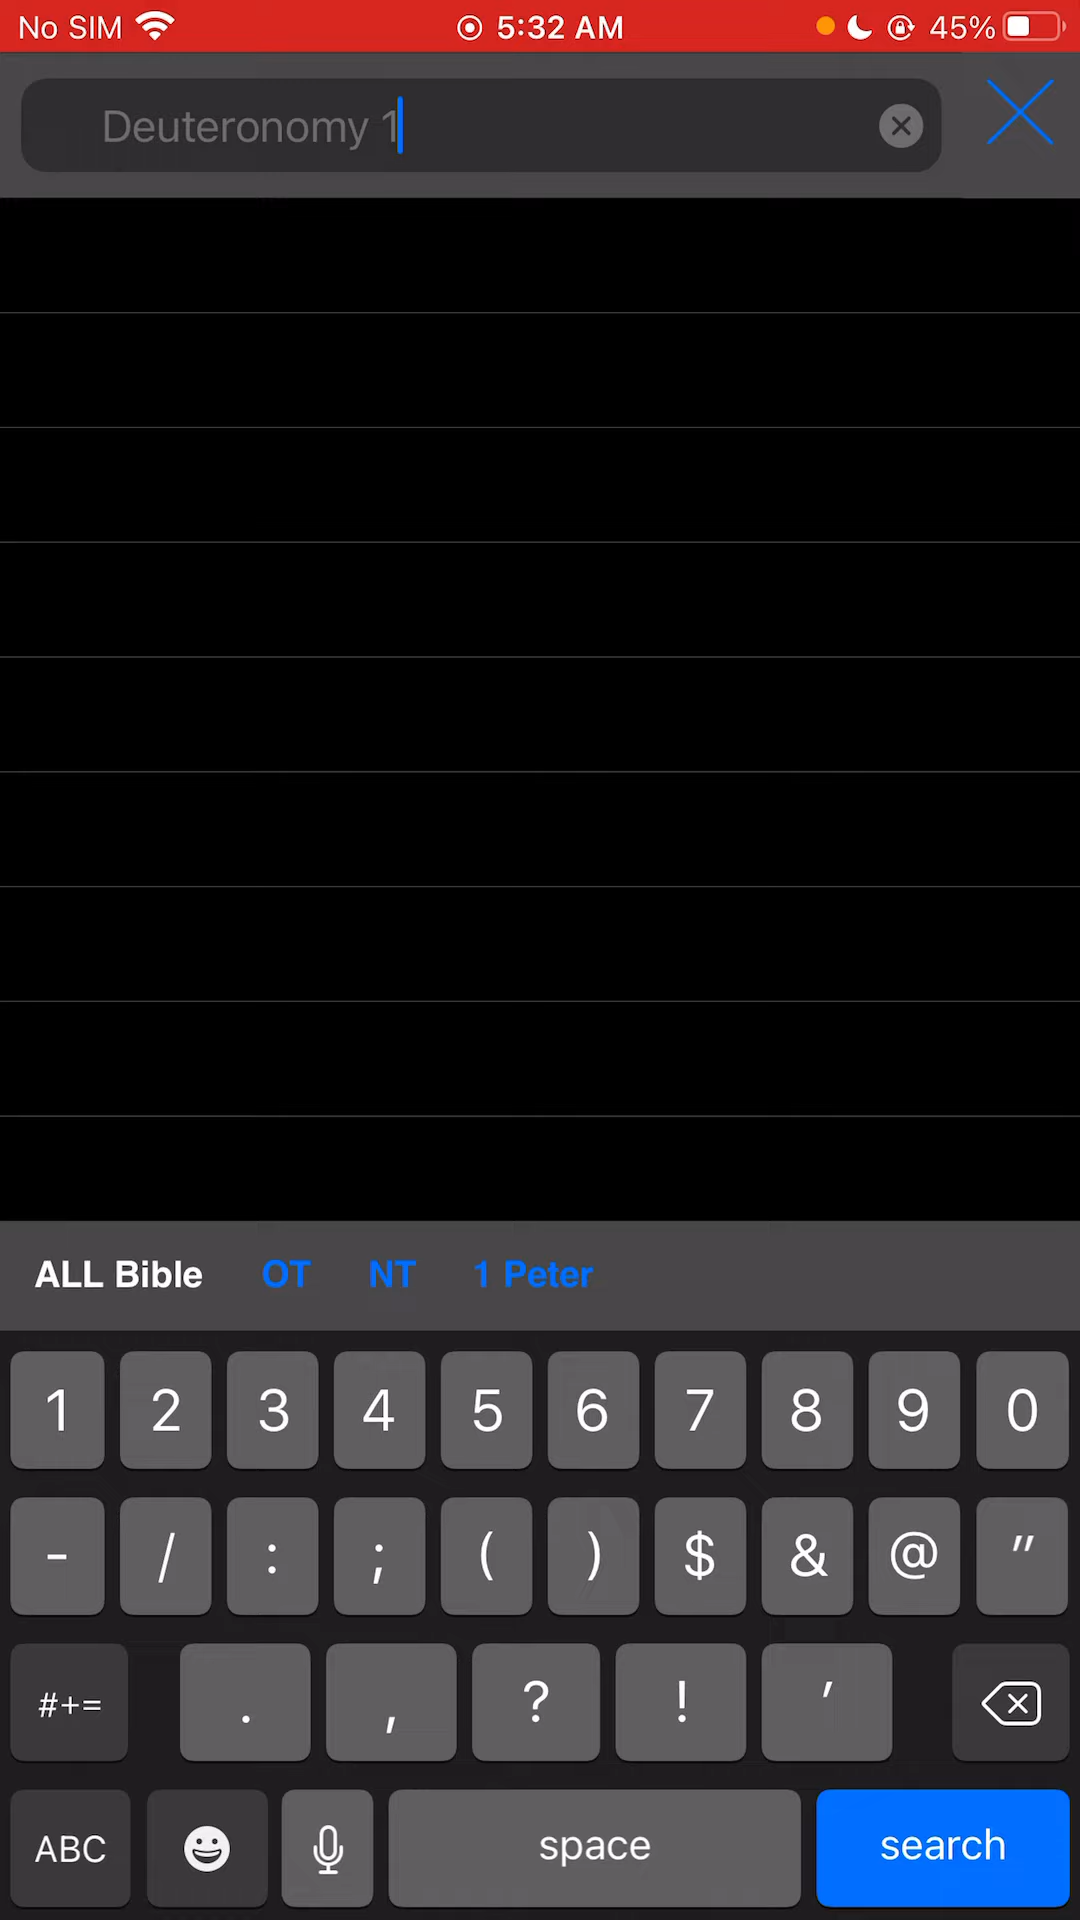 No SIM 5:32 AM 45%
Deuteronomy 1
ALL Bible OT NT 1 Peter
1 2 3 4 5 6 7 8 9 0
- / : ; ( ) $ & @ "
#+= . , ? ! '
ABC space search